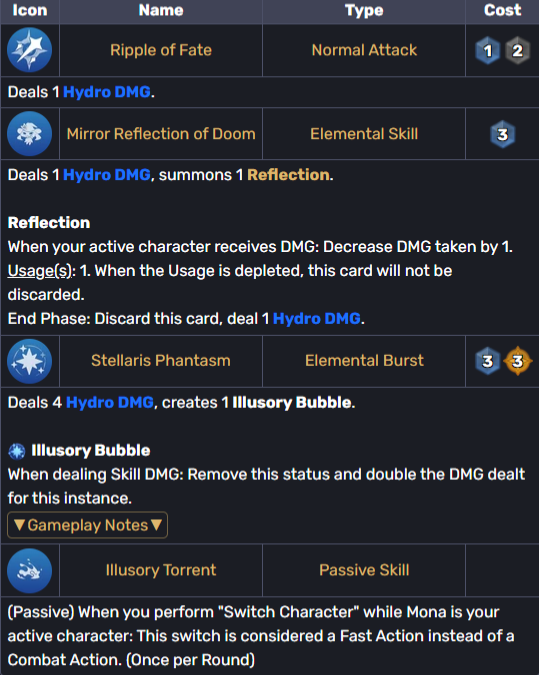 Icon Name Type Cost
Ripple of Fate Normal Attack 1 2
Deals 1 Hydro DMG.
Mirror Reflection of Doom Elemental Skill 3
Deals 1 Hydro DMG, summons 1 Reflection.
Reflection
When your active character receives DMG: Decrease DMG taken by 1.
Usage(s): 1. When the Usage is depleted, this card will not be
discarded.
End Phase: Discard this card, deal 1 Hydro DMG.
Stellaris Phantasm Elemental Burst 3 3
Deals 4 Hydro DMG, creates 1 Illusory Bubble.
Illusory Bubble
When dealing Skill DMG: Remove this status and double the DMG dealt
for this instance.
▼Gameplay Notes▼
Illusory Torrent Passive Skill
(Passive) When you perform "Switch Character" while Mona is your
active character: This switch is considered a Fast Action instead of a
Combat Action. (Once per Round)